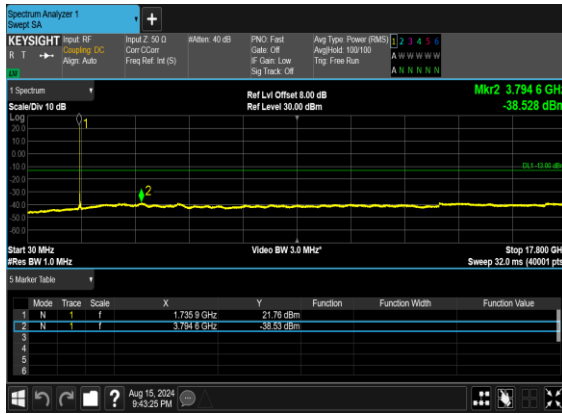 Spectrum Analyzer 1
Swept SA
+
KEYSIGHT Input: RF Input Z: 50 Ω #Atten: 40 dB PNO: Fast Avg Type: Power (RMS) 1 2 3 4 5 6
R T Coupling: DC Corr CCorr Gate: Off Avg|Hold: 100/100 A W W W W W
Align: Auto Freq Ref: Int (S) IF Gain: Low Trig: Free Run
Sig Track: Off A N N N N N
1 Spectrum Ref Lvl Offset 8.00 dB Mkr2 3.794 6 GHz
Scale/Div 10 dB Ref Level 30.00 dBm -38.528 dBm
Log
1
20.0
10.0
0.00
-10.0
DL1 -13.00 dBm
-20.0
-30.0
2
-40.0
-50.0
-60.0
Start 30 MHz Video BW 3.0 MHz* Stop 17.800 GHz
#Res BW 1.0 MHz Sweep 32.0 ms (40001 pts)
5 Marker Table
Mode Trace Scale X Y Function Function Width Function Value
1 N 1 f 1.735 9 GHz 21.76 dBm
2 N 1 f 3.794 6 GHz -38.53 dBm
3
4
5
6
? Aug 15, 2024
9:43:25 PM